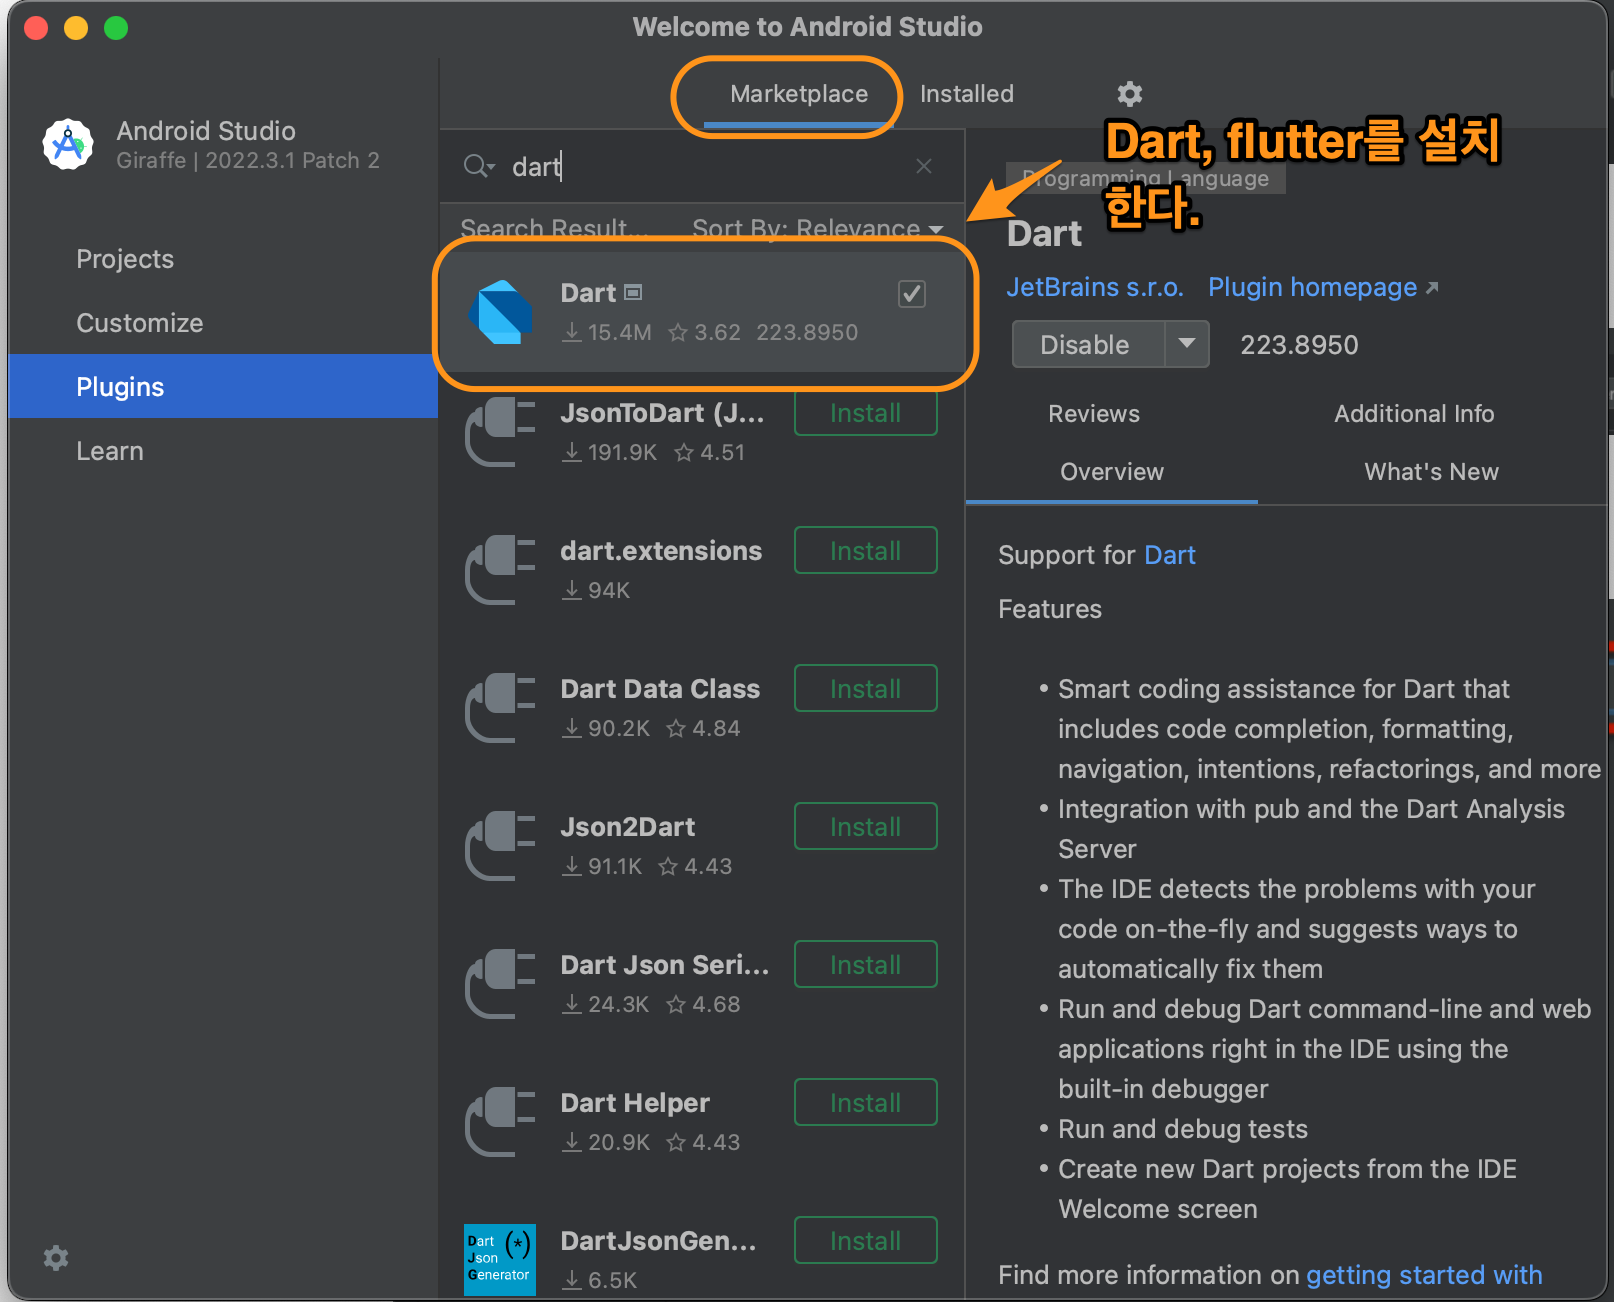 Welcome to Android Studio
Marketplace
Installed
Android Studio
Giraffe | 2022.3.1 Patch 2
Projects
Customize
Plugins
Learn
dart
Search Result...
Sort By: Relevance
Dart
15.4M 3.62 223.8950
JsonToDart (J...
Install
191.9K 4.51
dart.extensions
Install
94K
Dart Data Class
Install
90.2K 4.84
Json2Dart
Install
91.1K 4.43
Dart Json Seri...
Install
24.3K 4.68
Dart Helper
Install
20.9K 4.43
Dart (*)
Json
Generator
DartJsonGen...
Install
6.5K
Dart, flutter를 설치
한다.
Programming Language
Dart
JetBrains s.r.o. Plugin homepage
Disable
223.8950
Reviews
Additional Info
Overview
What's New
Support for Dart
Features
• Smart coding assistance for Dart that
includes code completion, formatting,
navigation, intentions, refactorings, and more
• Integration with pub and the Dart Analysis
Server
• The IDE detects the problems with your
code on-the-fly and suggests ways to
automatically fix them
• Run and debug Dart command-line and web
applications right in the IDE using the
built-in debugger
• Run and debug tests
• Create new Dart projects from the IDE
Welcome screen
Find more information on getting started with